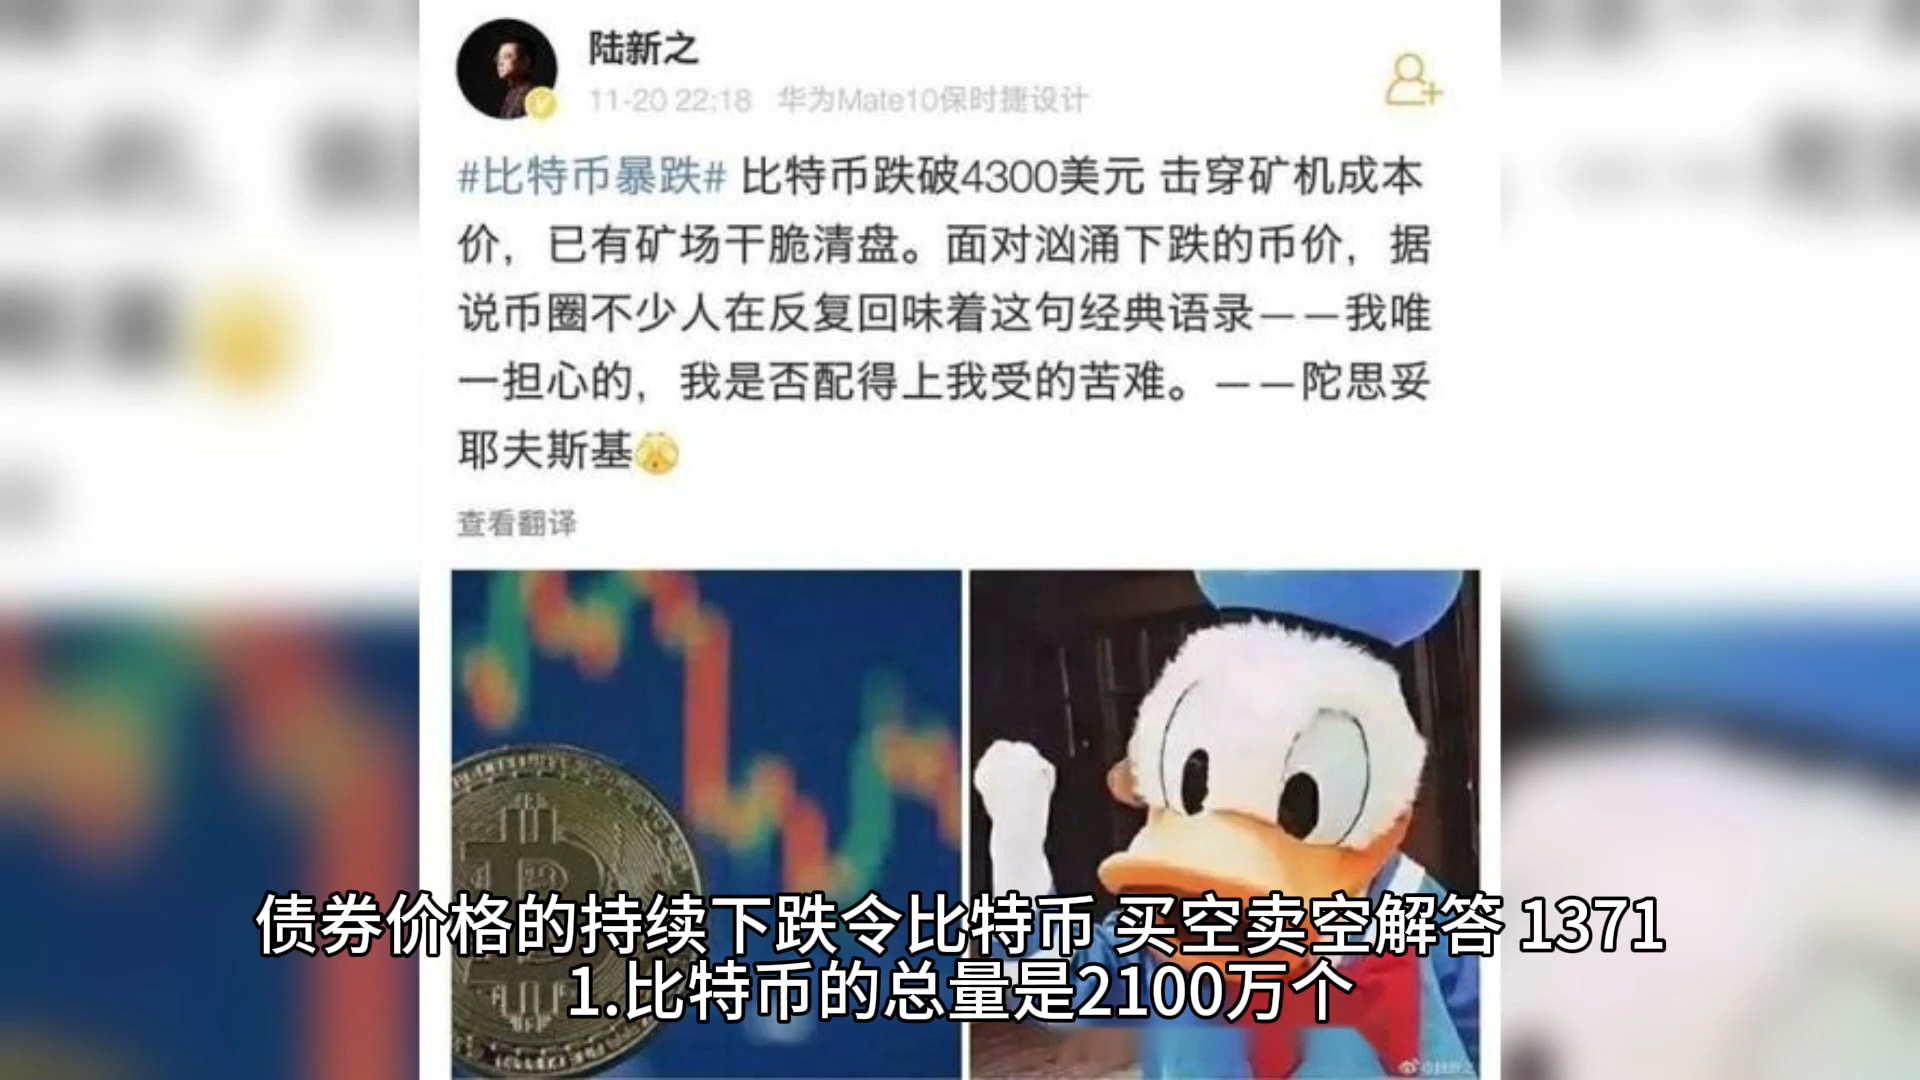 陆新之
11-20 22:18 华为Mate10保时捷设计
#比特币暴跌# 比特币跌破4300美元 击穿矿机成本
价，已有矿场干脆清盘。面对汹涌下跌的币价，据
说币圈不少人在反复回味着这句经典语录——我唯
一担心的，我是否配得上我受的苦难。——陀思妥
耶夫斯基
查看翻译
债券价格的持续下跌令比特币 买空卖空解答 1371
1.比特币的总量是2100万个